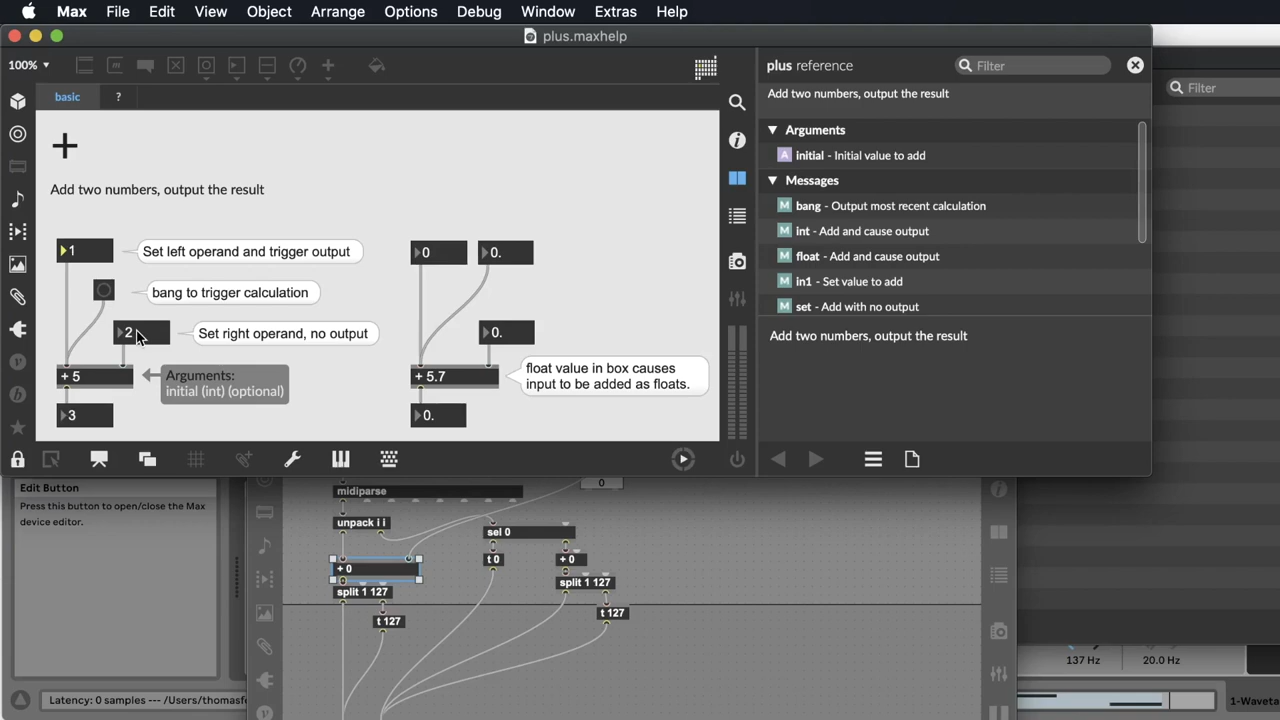 Max File Edit View Object Arrange Options Debug Window Extras Help
plus.maxhelp
100%
basic ?
+
Add two numbers, output the result
1 Set left operand and trigger output
bang to trigger calculation
2 Set right operand, no output
+ 5
Arguments:
initial (int) (optional)
3
0 0.
0.
+ 5.7
float value in box causes
input to be added as floats.
0.
plus reference
Filter
Add two numbers, output the result
Arguments
A initial - Initial value to add
Messages
M bang - Output most recent calculation
M int - Add and cause output
M float - Add and cause output
M in1 - Set value to add
M set - Add with no output
Add two numbers, output the result
Filter
Edit Button
Press this button to open/close the Max
device editor.
0
midiparse
unpack i i
sel 0
+ 0
t 0
+ 0
split 1 127
split 1 127
t 127
t 127
137 Hz 20.0 Hz
Latency: 0 samples --- /Users/thomasfe
1-Waveta